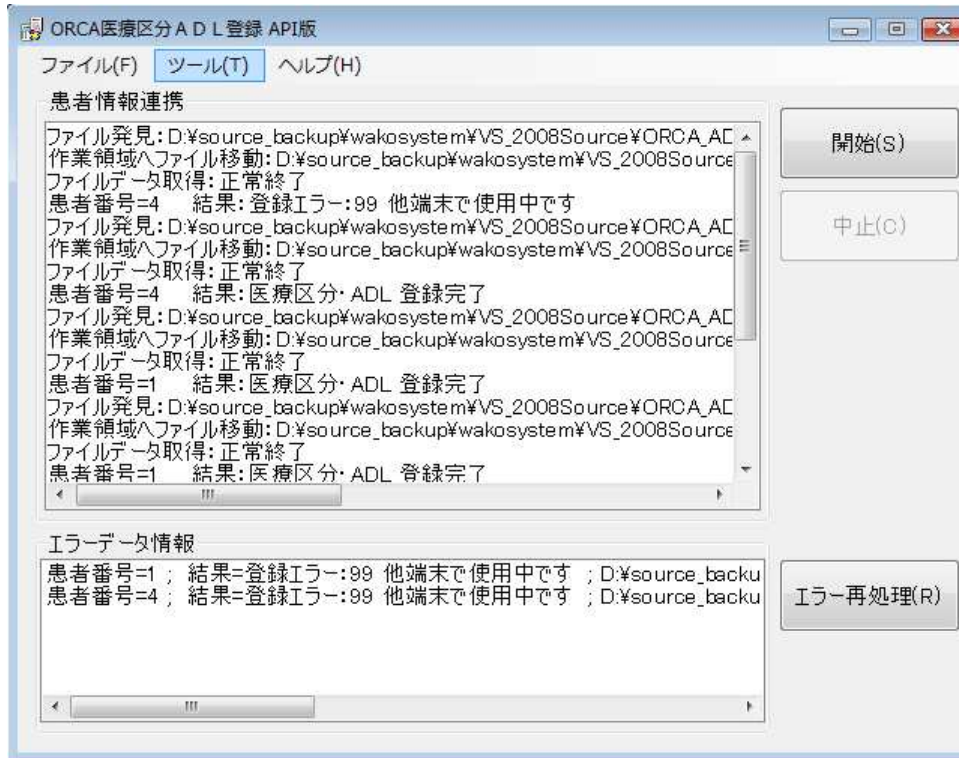 ORCA医療区分ＡＤＬ登録 API版
ファイル(F) ツール(T) ヘルプ(H)
患者情報連携
ファイル発見:D:¥source_backup¥wakosystem¥VS_2008Source¥ORCA_AD
作業領域へファイル移動:D:¥source_backup¥wakosystem¥VS_2008Source
ファイルデータ取得:正常終了
患者番号=4 結果:登録エラー:99 他端末で使用中です
ファイル発見:D:¥source_backup¥wakosystem¥VS_2008Source¥ORCA_AD
作業領域へファイル移動:D:¥source_backup¥wakosystem¥VS_2008Source
ファイルデータ取得:正常終了
患者番号=4 結果:医療区分・ADL 登録完了
ファイル発見:D:¥source_backup¥wakosystem¥VS_2008Source¥ORCA_AD
作業領域へファイル移動:D:¥source_backup¥wakosystem¥VS_2008Source
ファイルデータ取得:正常終了
患者番号=1 結果:医療区分・ADL 登録完了
ファイル発見:D:¥source_backup¥wakosystem¥VS_2008Source¥ORCA_AD
作業領域へファイル移動:D:¥source_backup¥wakosystem¥VS_2008Source
ファイルデータ取得:正常終了
患者番号=1 結果:医療区分・ADL 登録完了
開始(S)
中止(C)
エラーデータ情報
患者番号=1 ; 結果=登録エラー:99 他端末で使用中です ; D:¥source_backu
患者番号=4 ; 結果=登録エラー:99 他端末で使用中です ; D:¥source_backu
エラー再処理(R)